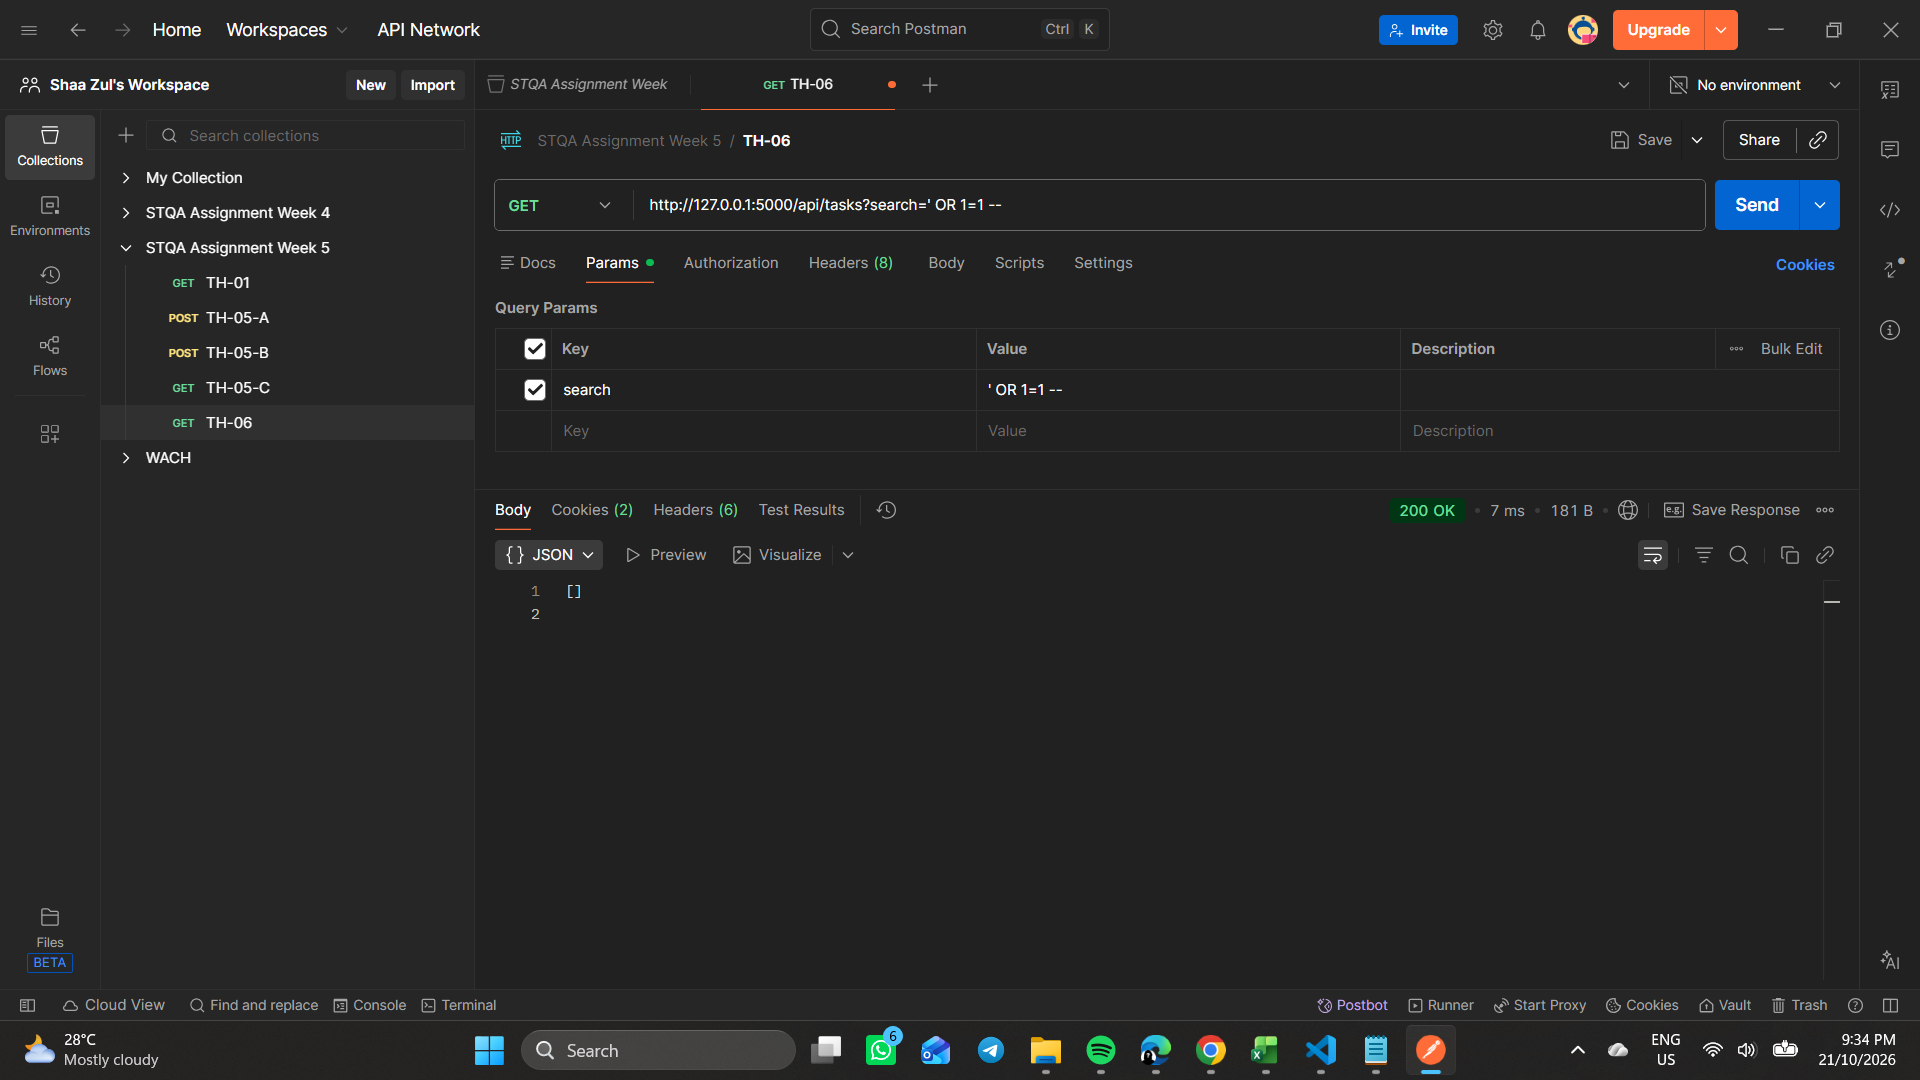 Home
Workspaces
API Network
Search Postman
Ctrl
K
Invite
Upgrade
Shaa Zul's Workspace
New
Import
STQA Assignment Week
GET TH-06
No environment
Collections
Environments
History
Flows
Files
BETA
Search collections
My Collection
STQA Assignment Week 4
STQA Assignment Week 5
GET TH-01
POST TH-05-A
POST TH-05-B
GET TH-05-C
GET TH-06
WACH
HTTP
STQA Assignment Week 5 / TH-06
Save
Share
GET
http://127.0.0.1:5000/api/tasks?search=' OR 1=1 --
Send
Docs
Params
Authorization
Headers (8)
Body
Scripts
Settings
Cookies
Query Params
Key
Value
Description
Bulk Edit
search
' OR 1=1 --
Key
Value
Description
Body
Cookies (2)
Headers (6)
Test Results
200 OK
7 ms
181 B
e.g.
Save Response
{} JSON
Preview
Visualize
1 []
2
AI
Cloud View
Find and replace
Console
Terminal
Postbot
Runner
Start Proxy
Cookies
Vault
Trash
28°C
Mostly cloudy
Search
6
ENG
US
9:34 PM
21/10/2026